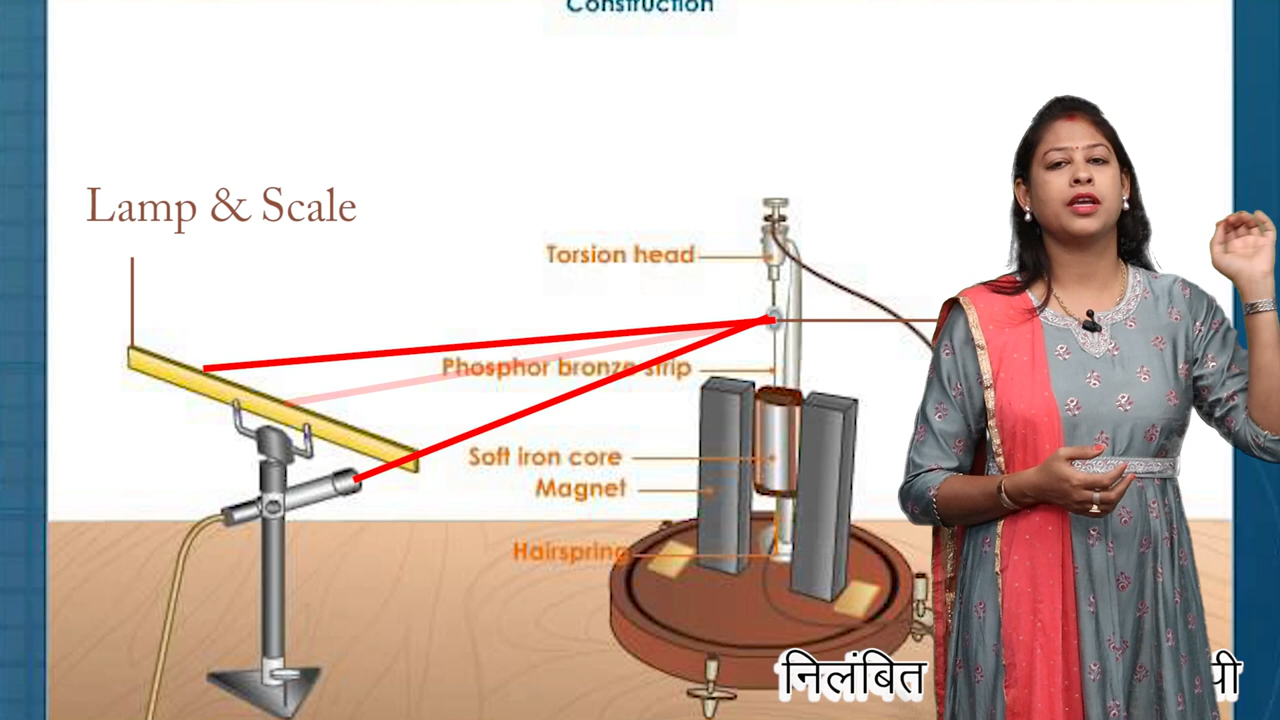 Construction
Lamp & Scale
Torsion head
Phosphor bronze strip
Soft iron core
Magnet
Hairspring
निलंबित